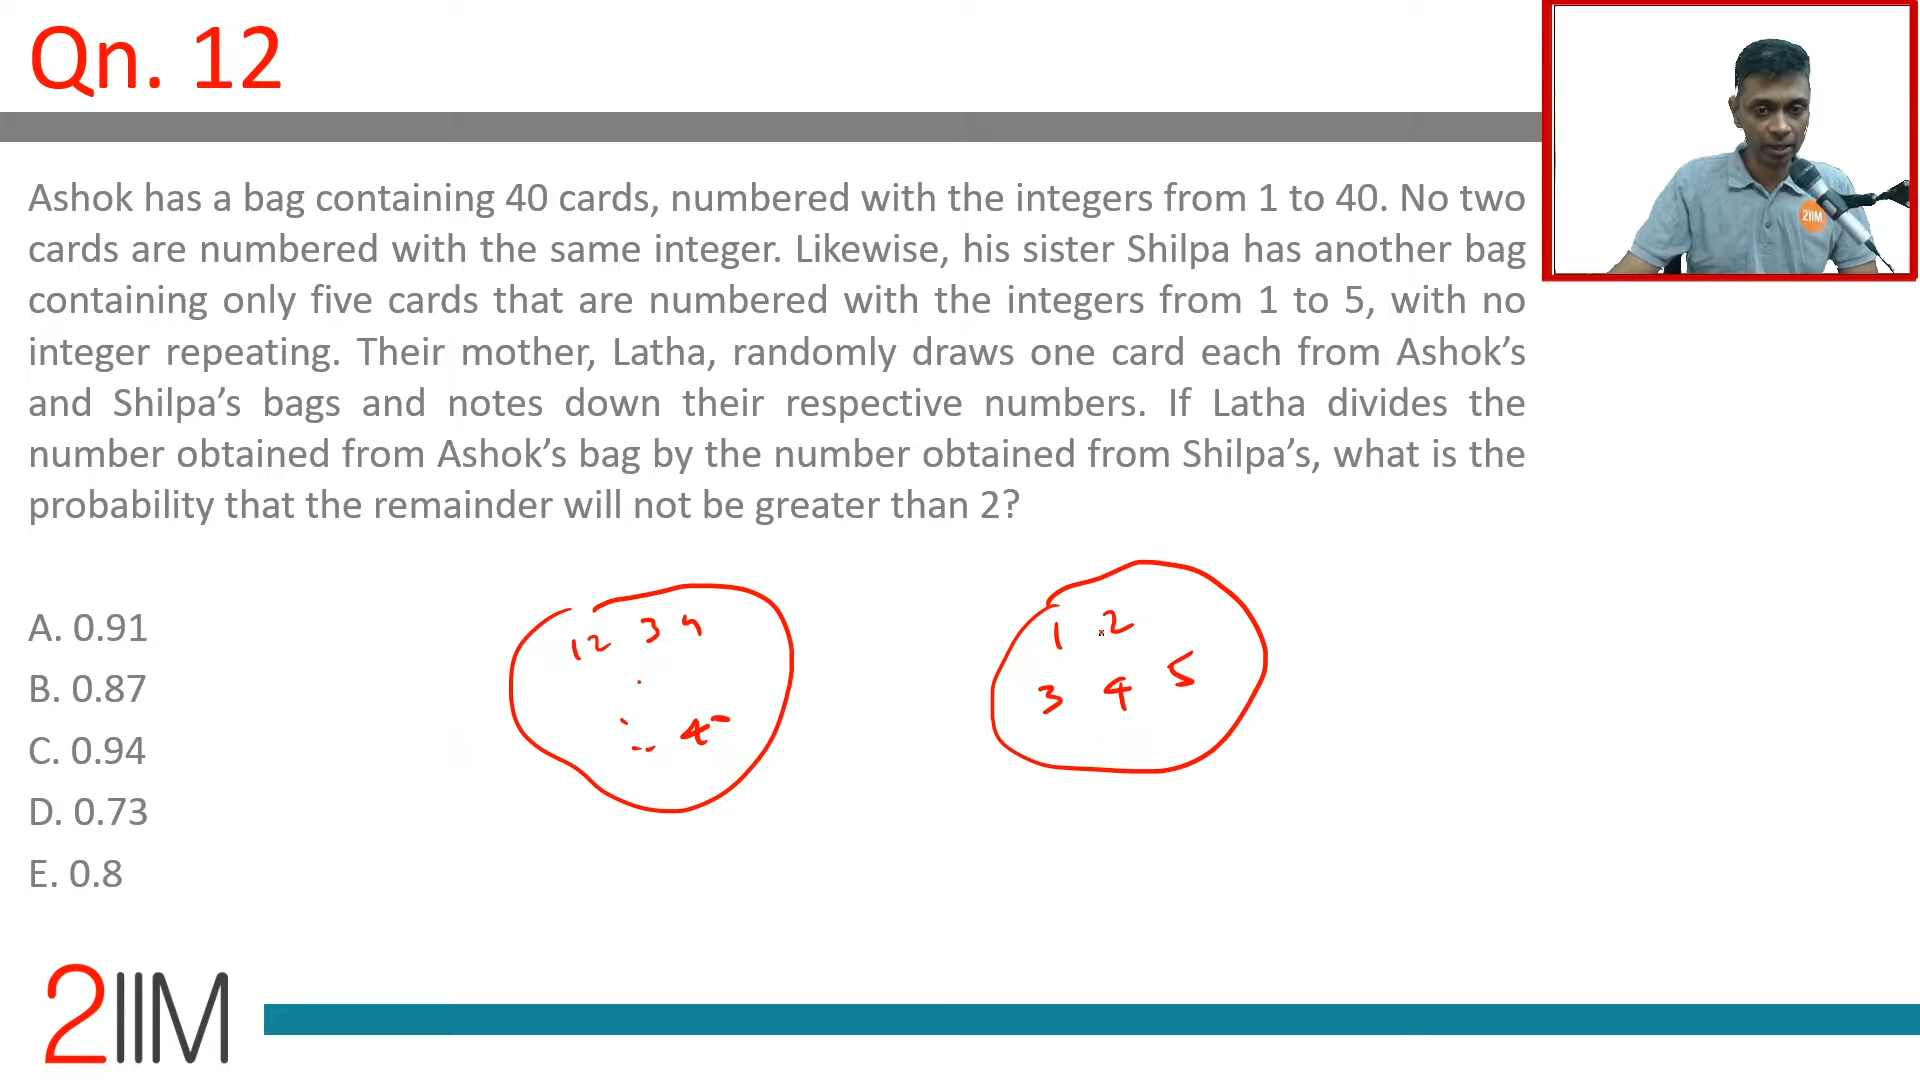 Qn. 12
2IIM
Ashok has a bag containing 40 cards, numbered with the integers from 1 to 40. No two
cards are numbered with the same integer. Likewise, his sister Shilpa has another bag
containing only five cards that are numbered with the integers from 1 to 5, with no
integer repeating. Their mother, Latha, randomly draws one card each from Ashok’s
and Shilpa’s bags and notes down their respective numbers. If Latha divides the
number obtained from Ashok’s bag by the number obtained from Shilpa’s, what is the
probability that the remainder will not be greater than 2?
A. 0.91
B. 0.87
C. 0.94
D. 0.73
E. 0.8
1 2 3 4
1 2
3 4 5
2IIM